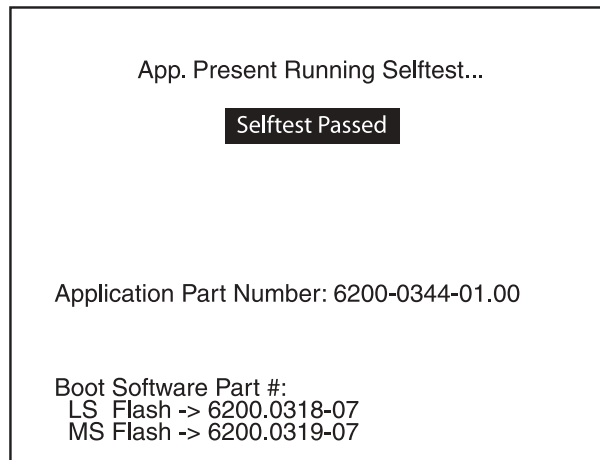 App. Present Running Selftest...
Selftest Passed
Application Part Number: 6200-0344-01.00
Boot Software Part #:
LS Flash -> 6200.0318-07
MS Flash -> 6200.0319-07